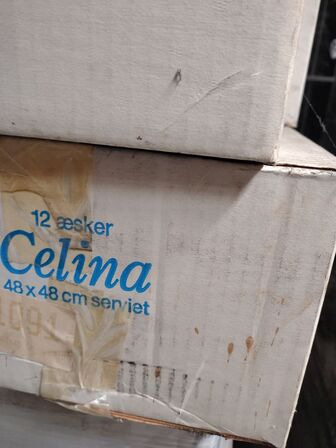 12 æsker
Celina
48 x 48 cm serviet